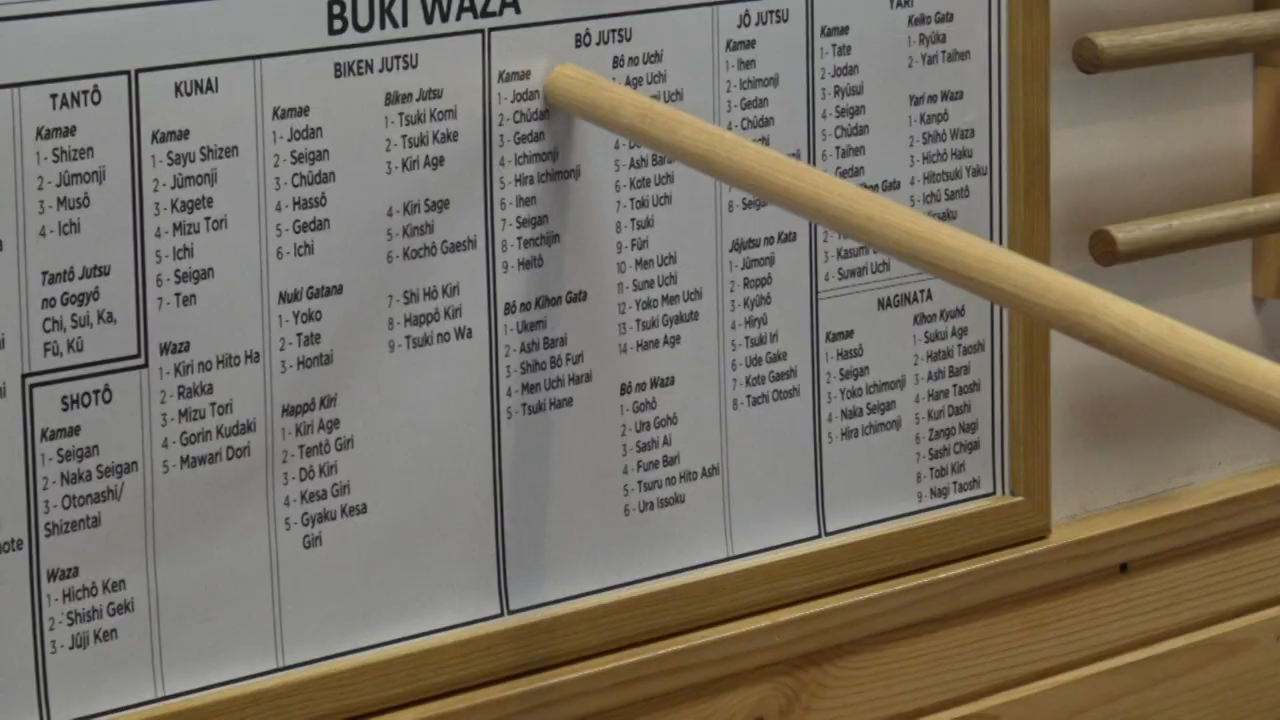 BUKI WAZA
TANTÔ
Kamae
1 - Shizen
2 - Jûmonji
3 - Musô
4 - Ichi
Tantô Jutsu
no Gogyô
Chi, Sui, Ka,
Fû, Kû
SHOTÔ
Kamae
1 - Seigan
2 - Naka Seigan
3 - Otonashi/
Shizentai
Waza
1 - Hichô Ken
2 - Shishi Geki
3 - Jûji Ken
KUNAI
Kamae
1 - Sayu Shizen
2 - Jûmonji
3 - Kagete
4 - Mizu Tori
5 - Ichi
6 - Seigan
7 - Ten
Waza
1 - Kiri no Hito Ha
2 - Rakka
3 - Mizu Tori
4 - Gorin Kudaki
5 - Mawari Dori
BIKEN JUTSU
Kamae
1 - Jodan
2 - Seigan
3 - Chûdan
4 - Hassô
5 - Gedan
6 - Ichi
Nuki Gatana
1 - Yoko
2 - Tate
3 - Hontai
Happô Kiri
1 - Kiri Age
2 - Tentô Giri
3 - Dô Kiri
4 - Kesa Giri
5 - Gyaku Kesa
Giri
Biken Jutsu
1 - Tsuki Komi
2 - Tsuki Kake
3 - Kiri Age
4 - Kiri Sage
5 - Kinshi
6 - Kochô Gaeshi
7 - Shi Hô Kiri
8 - Happô Kiri
9 - Tsuki no Wa
BÔ JUTSU
Kamae
1 - Jodan
2 - Chûdan
3 - Gedan
4 - Ichimonji
5 - Hira Ichimonji
6 - Ihen
7 - Seigan
8 - Tenchijin
9 - Heitô
Bô no Kihon Gata
1 - Ukemi
2 - Ashi Barai
3 - Shiho Bô Furi
4 - Men Uchi Harai
5 - Tsuki Hane
Bô no Uchi
1 - Age Uchi
Uchi
4 -
5 - Ashi Barai
6 - Kote Uchi
7 - Toki Uchi
8 - Tsuki
9 - Fûri
10 - Men Uchi
11 - Sune Uchi
12 - Yoko Men Uchi
13 - Tsuki Gyakute
14 - Hane Age
Bô no Waza
1 - Gohô
2 - Ura Gohô
3 - Sashi Ai
4 - Fune Bari
5 - Tsuru no Hito Ashi
6 - Ura Issoku
JÔ JUTSU
Kamae
1 - Ihen
2 - Ichimonji
3 - Gedan
4 - Chûdan
8 - Seigan
Jôjutsu no Kata
1 - Jûmonji
2 - Roppô
3 - Kyûhô
4 - Hiryû
5 - Tsuki Iri
6 - Ude Gake
7 - Kote Gaeshi
8 - Tachi Otoshi
YARI
Kamae
1 - Tate
2 - Jodan
3 - Ryûsui
4 - Seigan
5 - Chûdan
6 - Taihen
Gedan
Gata
2 -
3 - Kasumi
4 - Suwari Uchi
Keiko Gata
1 - Ryûka
2 - Yari Taihen
Yari no Waza
1 - Kanpô
2 - Shihô Waza
3 - Hichô Haku
4 - Hitotsuki Yaku
5 - Ichû Santô
NAGINATA
Kamae
1 - Hassô
2 - Seigan
3 - Yoko Ichimonji
4 - Naka Seigan
5 - Hira Ichimonji
Kihon Kyuhô
1 - Sukui Age
2 - Hataki Taoshi
3 - Ashi Barai
4 - Hane Taoshi
5 - Kuri Dashi
6 - Zango Nagi
7 - Sashi Chigai
8 - Tobi Kiri
9 - Nagi Taoshi